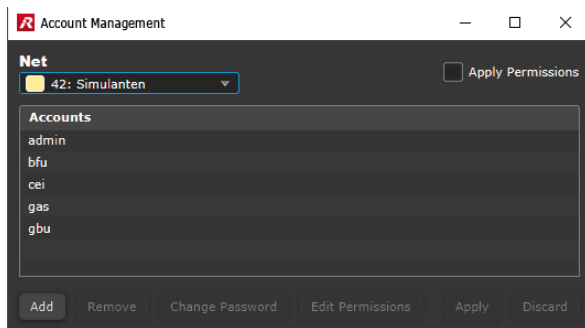 R Account Management
Net
Apply Permissions
42: Simulanten
Accounts
admin
bfu
cei
gas
gbu
Add Remove Change Password Edit Permissions Apply Discard